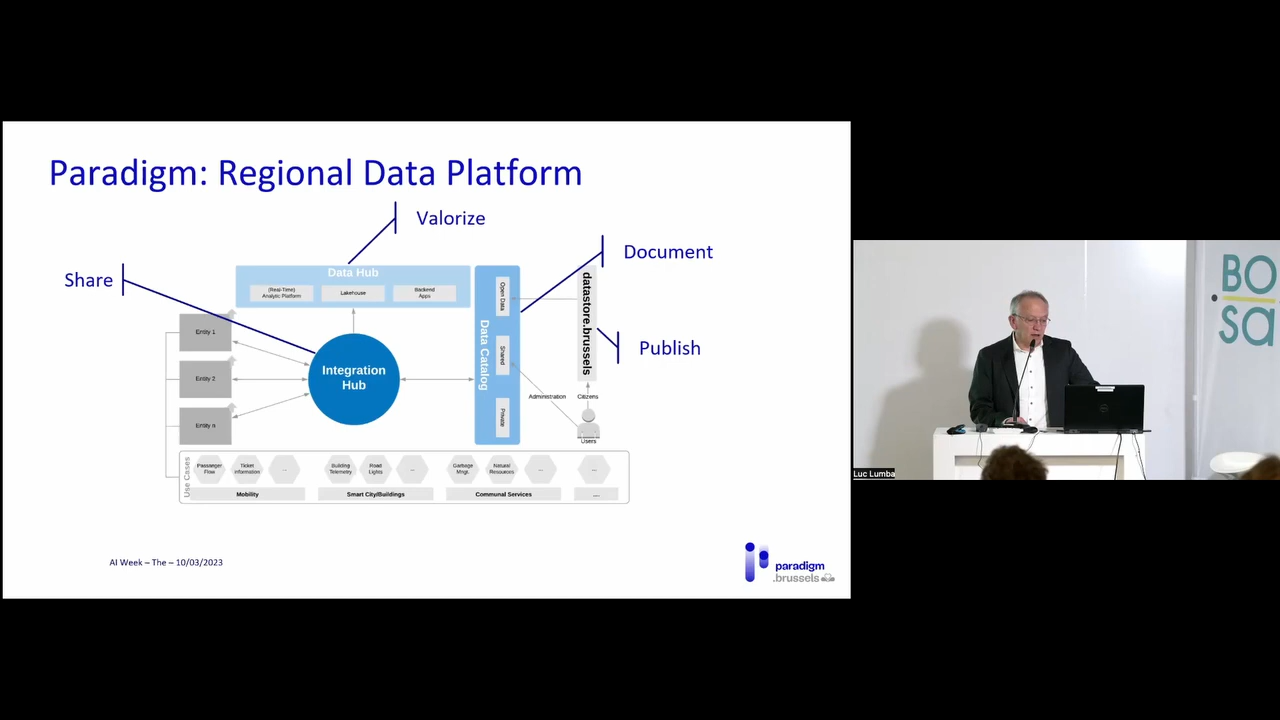 Paradigm: Regional Data Platform
Valorize
Document
Share
Publish
Data Hub
(Real-Time)
Analytic Platform
Lakehouse
Backend
Apps
Entity 1
Entity 2
Entity n
Integration
Hub
Data Catalog
Open Data
Shared
Private
datastore.brussels
Administration
Citizens
Users
Use Cases
Passenger
Flow
Ticket
Information
...
Building
Telemetry
Road
Lights
...
Garbage
Mngt.
Natural
Resources
...
...
Mobility
Smart City/Buildings
Communal Services
....
AI Week – The – 10/03/2023
paradigm
.brussels
Luc Lumba
BO
sa